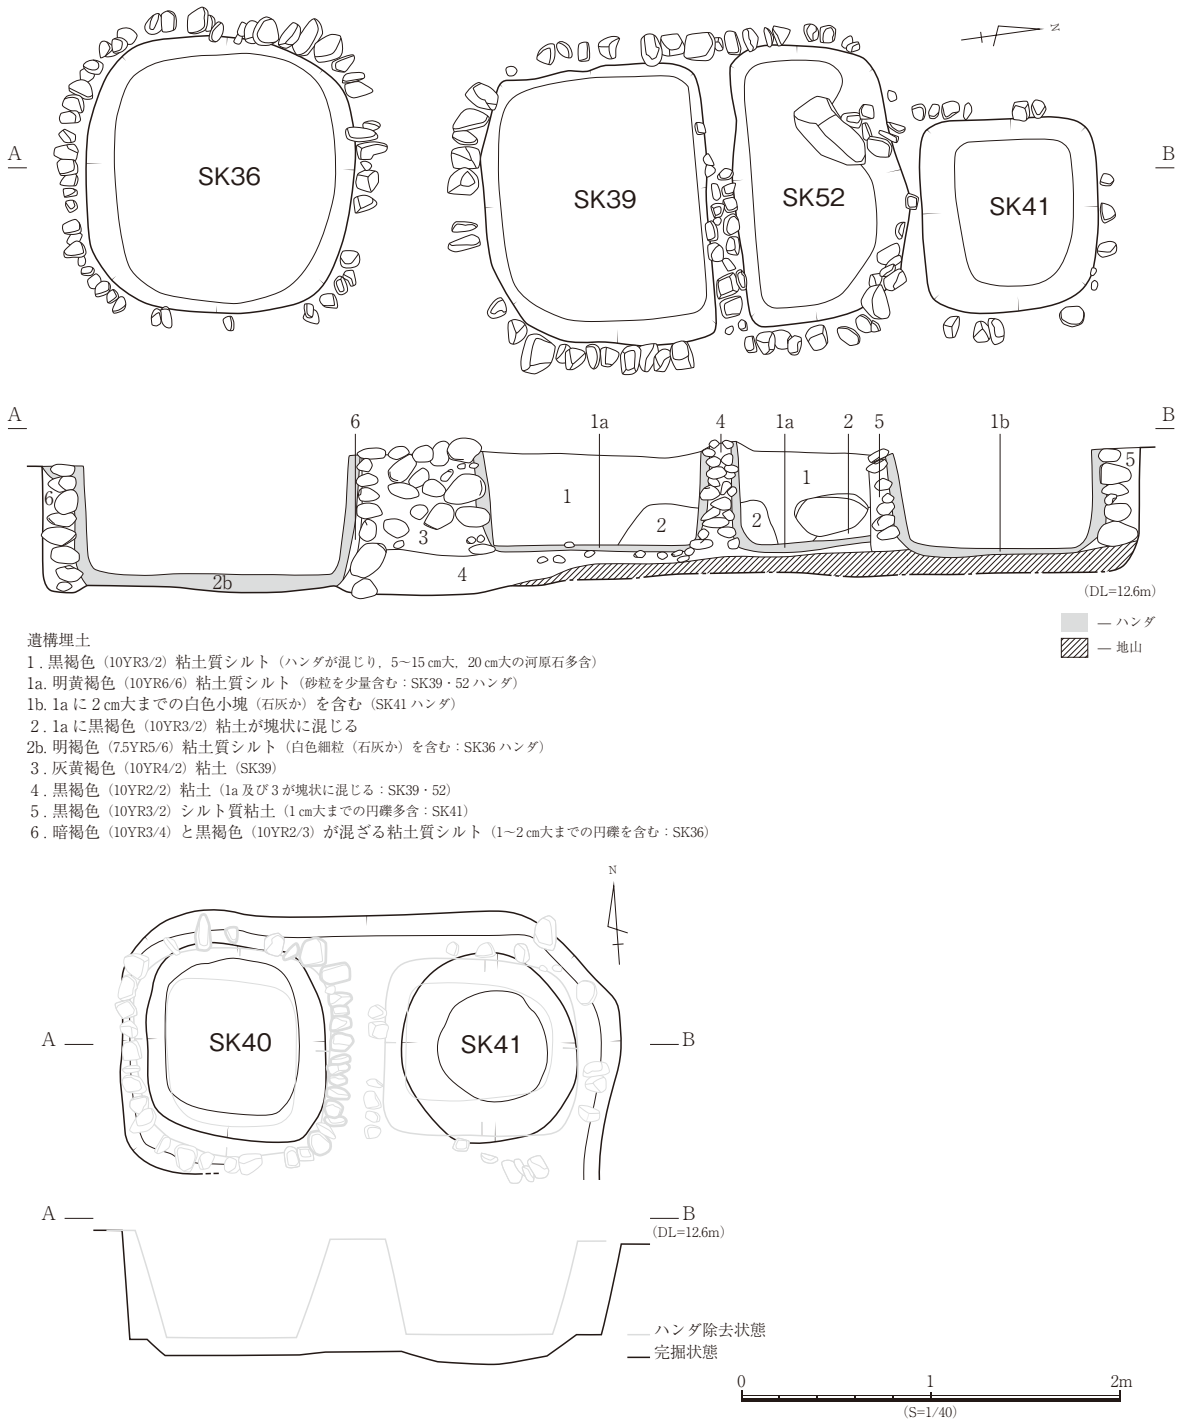 N
SK36
SK39
SK52
SK41
A
B
A
B
6
1a
4
1a
2
5
1b
6
5
1
1
2
2
3
4
2b
(DL=12.6m)
― ハンダ
― 地山
遺構埋土
1 . 黒褐色（10YR3/2）粘土質シルト（ハンダが混じり，5～15 ㎝大，20 ㎝大の河原石多含）
1a. 明黄褐色（10YR6/6）粘土質シルト（砂粒を少量含む：SK39・52 ハンダ）
1b. 1a に 2 ㎝大までの白色小塊（石灰か）を含む（SK41 ハンダ）
2 . 1a に黒褐色（10YR3/2）粘土が塊状に混じる
2b. 明褐色（7.5YR5/6）粘土質シルト（白色細粒（石灰か）を含む：SK36 ハンダ）
3 . 灰黄褐色（10YR4/2）粘土（SK39）
4 . 黒褐色（10YR2/2）粘土（1a 及び 3 が塊状に混じる：SK39・52）
5 . 黒褐色（10YR3/2）シルト質粘土（1 ㎝大までの円礫多含：SK41）
6 . 暗褐色（10YR3/4）と黒褐色（10YR2/3）が混ざる粘土質シルト（1～2 ㎝大までの円礫を含む：SK36）
N
SK40
SK41
A
B
A
B
(DL=12.6m)
ハンダ除去状態
完掘状態
0 1 2m
(S=1/40)